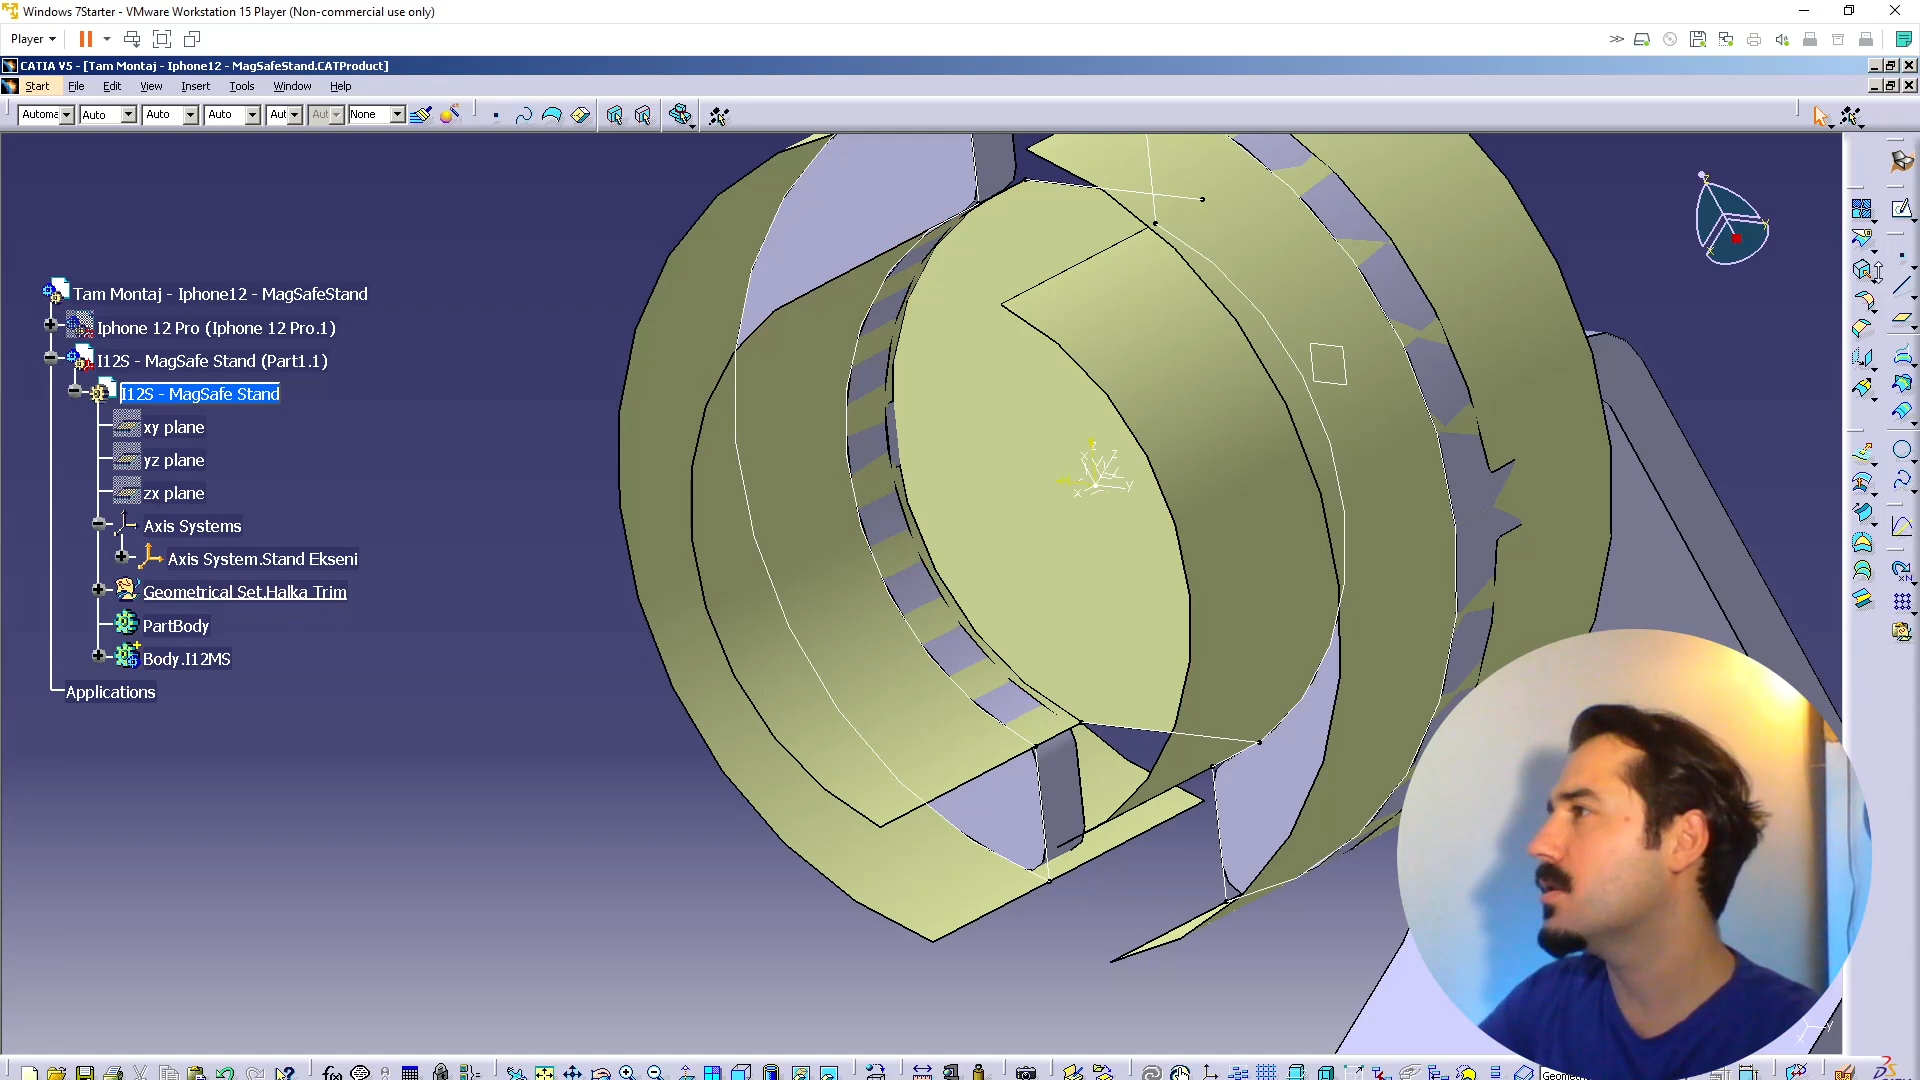 Windows 7Starter - VMware Workstation 15 Player (Non-commercial use only)
Player
CATIA V5 - [Tam Montaj - Iphone12 - MagSafeStand.CATProduct]
Start File Edit View Insert Tools Window Help
Automa Auto Auto Auto Aut Aut None
Tam Montaj - Iphone12 - MagSafeStand
Iphone 12 Pro (Iphone 12 Pro.1)
I12S - MagSafe Stand (Part1.1)
I12S - MagSafe Stand
xy plane
yz plane
zx plane
Axis Systems
Axis System.Stand Ekseni
Geometrical Set.Halka Trim
PartBody
Body.I12MS
Applications